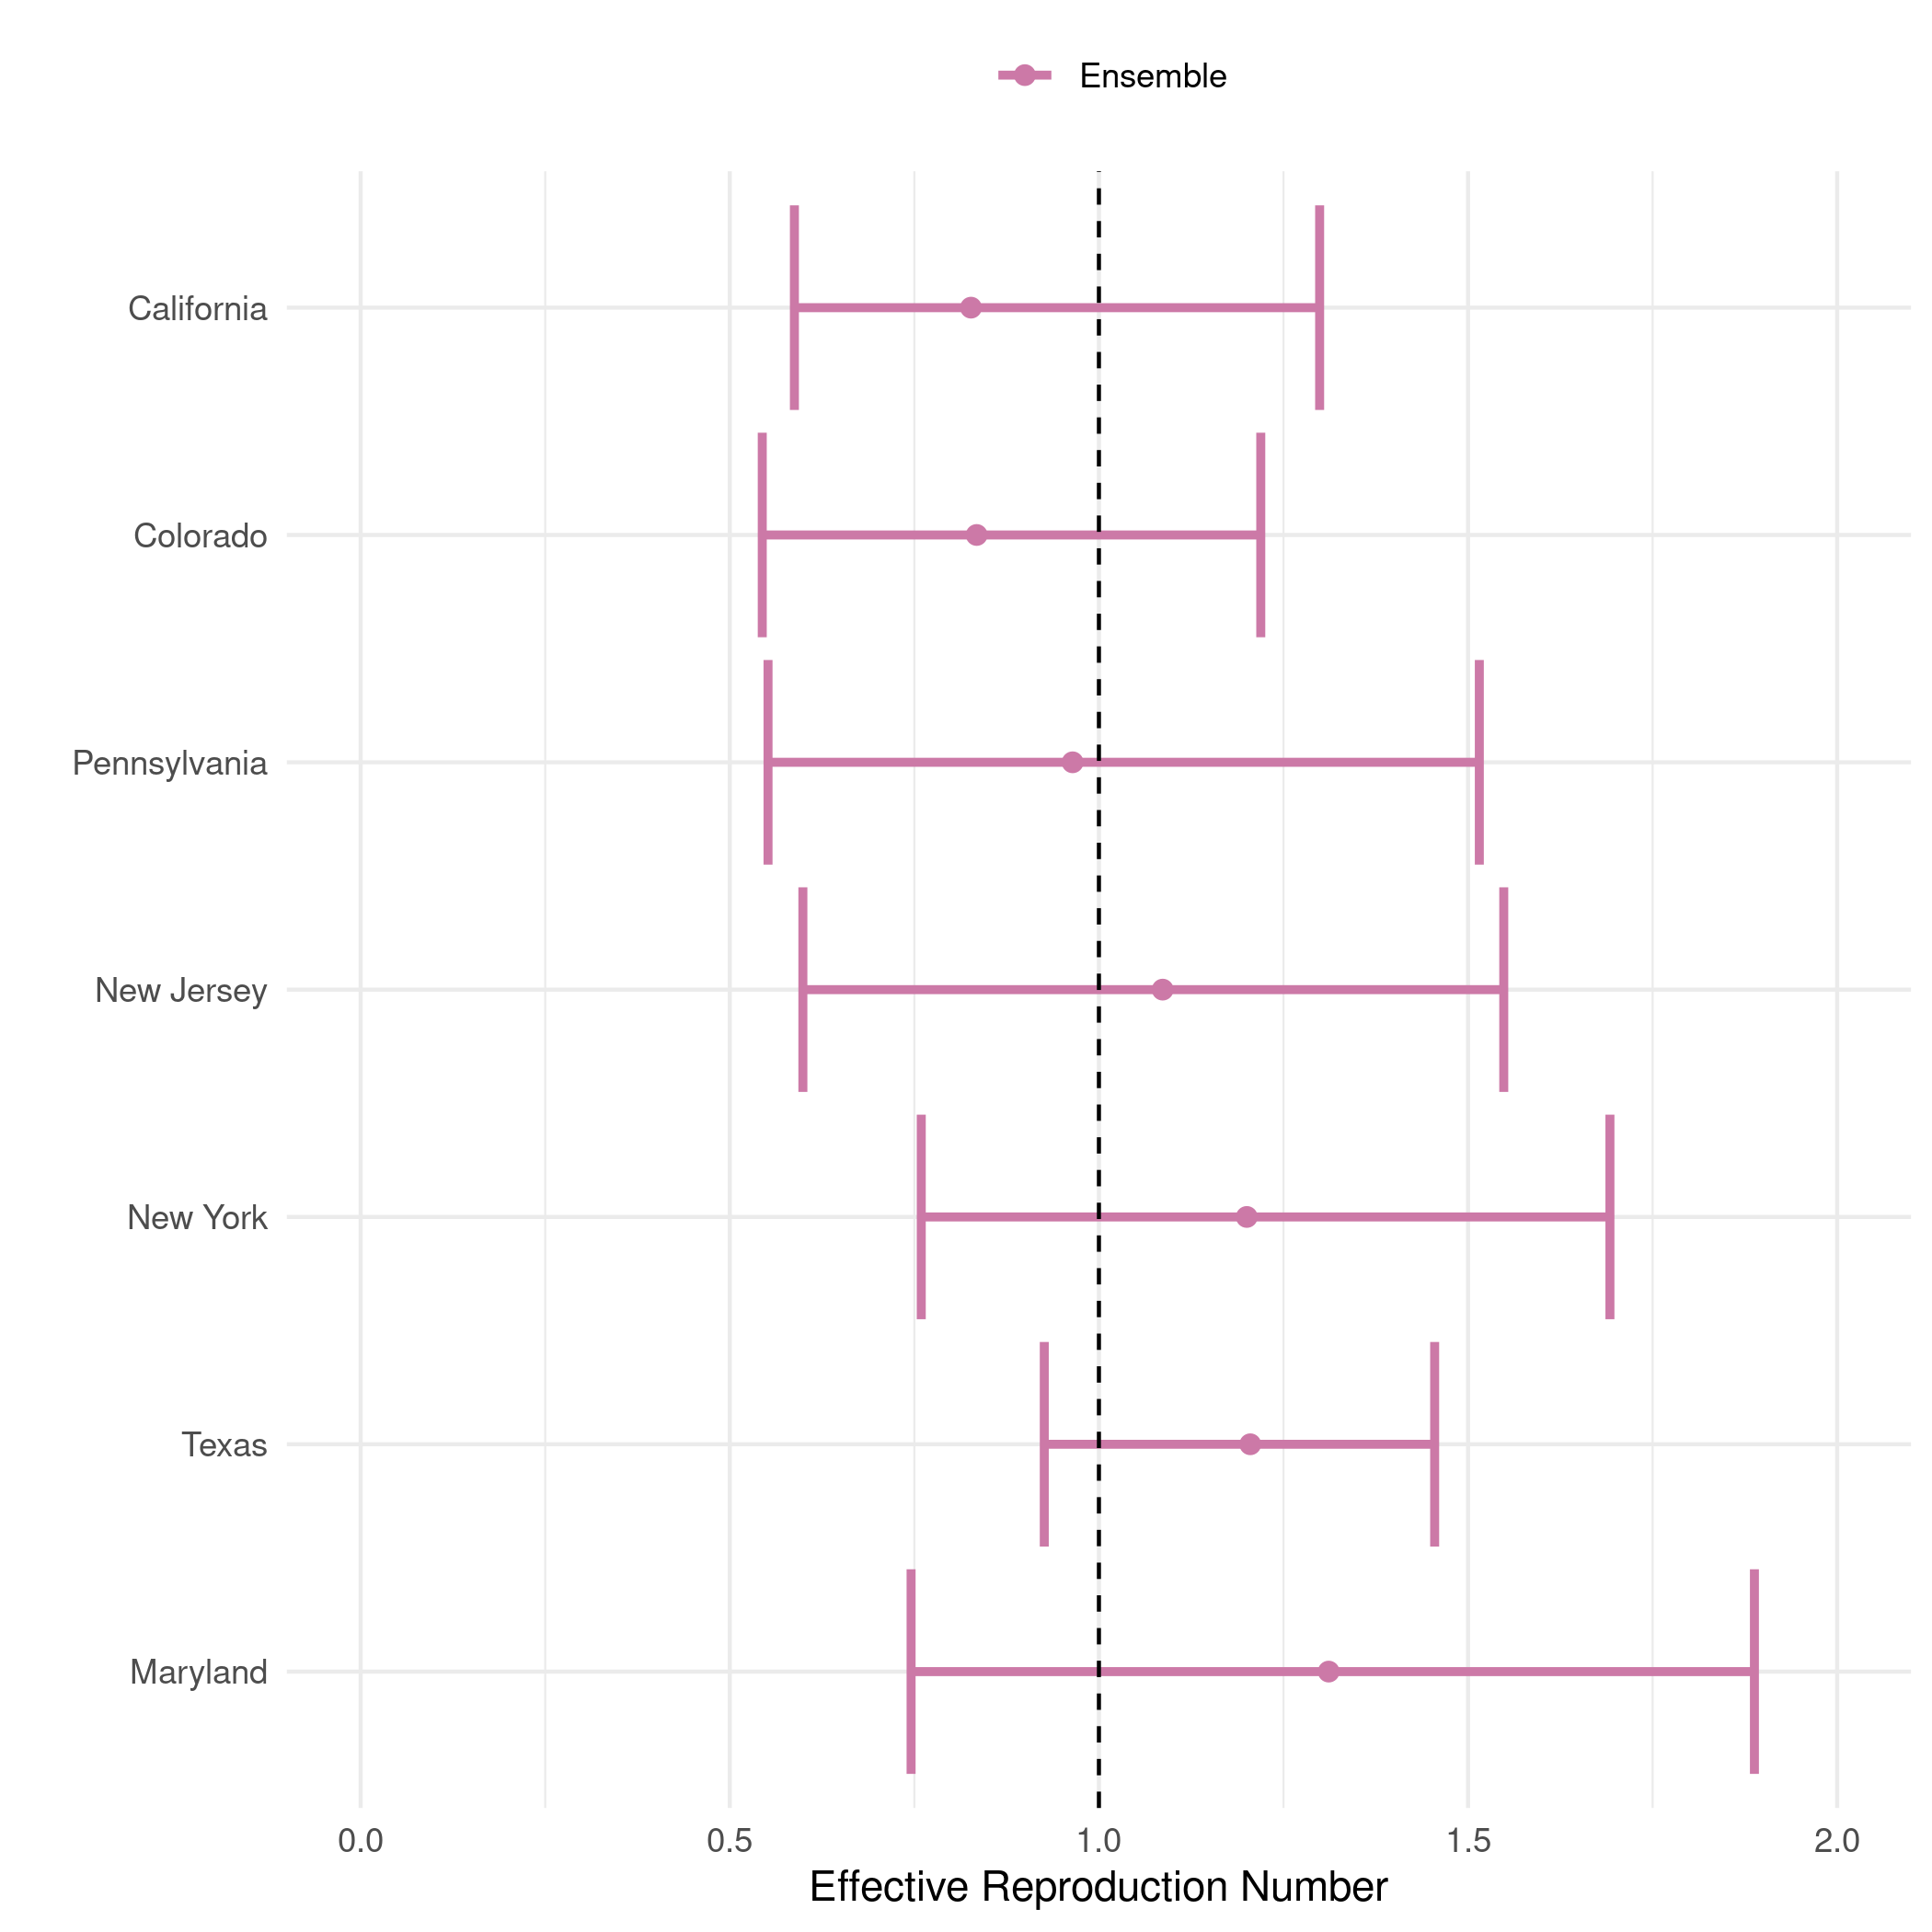 Ensemble
California
Colorado
Pennsylvania
New Jersey
New York
Texas
Maryland
0.0 0.5 1.0 1.5 2.0
Effective Reproduction Number